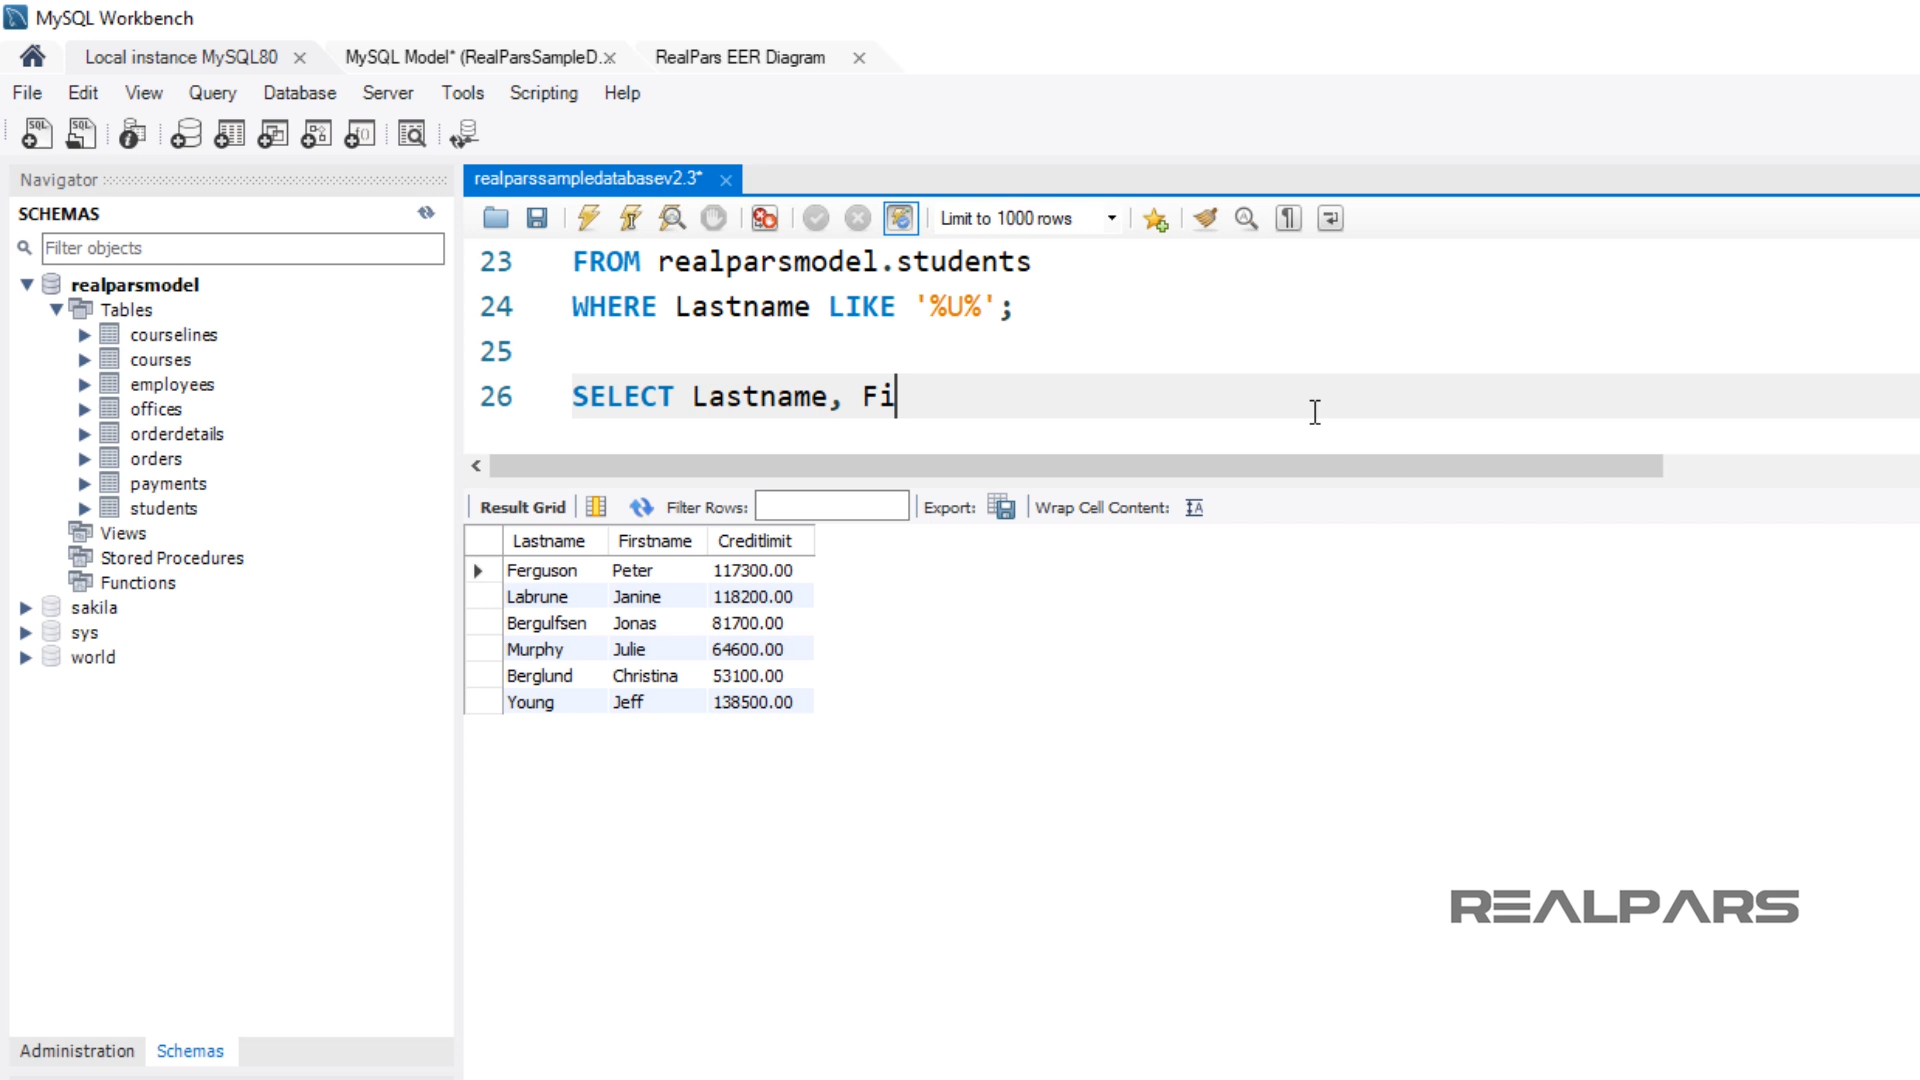 MySQL Workbench
Local instance MySQL80
MySQL Model* (RealParsSampleD.
RealPars EER Diagram
File Edit View Query Database Server Tools Scripting Help
Navigator
SCHEMAS
Filter objects
realparsmodel
Tables
courselines
courses
employees
offices
orderdetails
orders
payments
students
Views
Stored Procedures
Functions
sakila
sys
world
Administration Schemas
realparssampledatabasev2.3*
Limit to 1000 rows
23 FROM realparsmodel.students
24 WHERE Lastname LIKE '%U%';
25
26 SELECT Lastname, Fi
Result Grid Filter Rows: Export: Wrap Cell Content:
Lastname Firstname Creditlimit
Ferguson Peter 117300.00
Labrune Janine 118200.00
Bergulfsen Jonas 81700.00
Murphy Julie 64600.00
Berglund Christina 53100.00
Young Jeff 138500.00
REALPARS